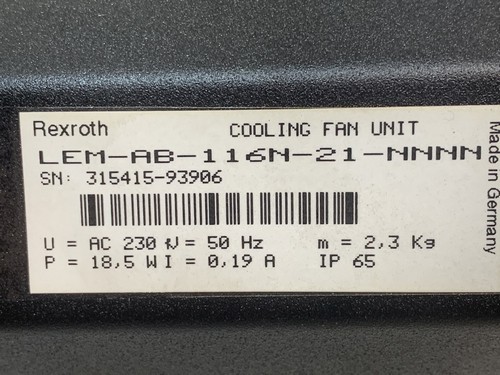 Rexroth COOLING FAN UNIT
LEM-AB-116N-21-NNNN
SN: 315415-93906
U = AC 230 V = 50 Hz m = 2,3 Kg
P = 18,5 W I = 0,19 A IP 65
Made in Germany